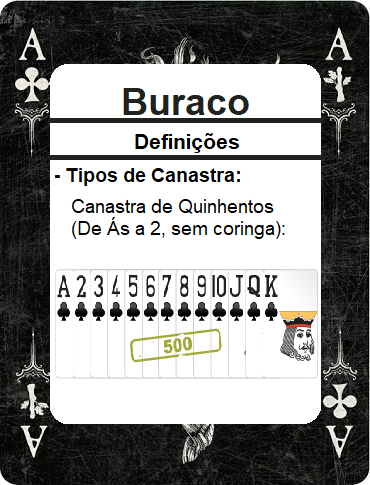 A A
Buraco
Definições
- Tipos de Canastra:
Canastra de Quinhentos
(De Ás a 2, sem coringa):
A 2 3 4 5 6 7 8 9 10 J Q K
500
A A